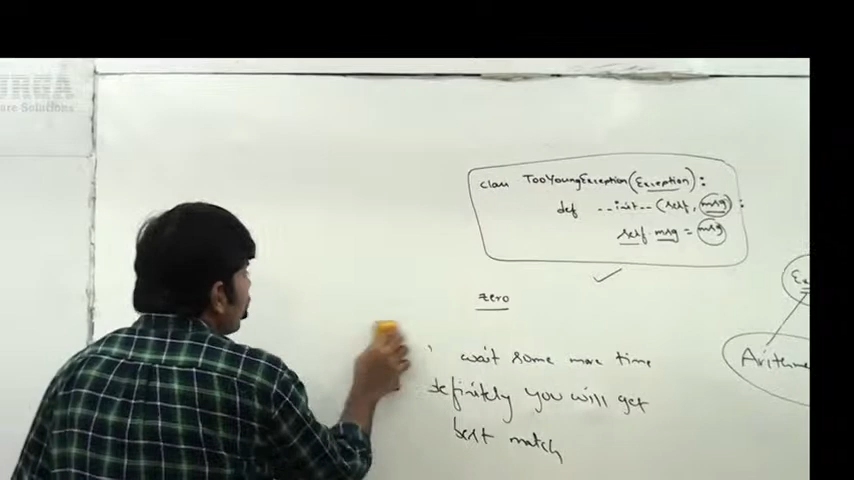 class TooYoungException(Exception):
def __init__(self, msg):
self.msg = msg
zero
wait some more time
definitely you will get
best match